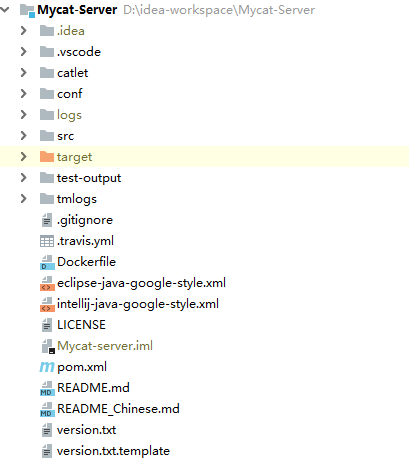 Mycat-Server D:\idea-workspace\Mycat-Server
.idea
.vscode
catlet
conf
logs
src
target
test-output
tmlogs
.gitignore
.travis.yml
Dockerfile
eclipse-java-google-style.xml
intellij-java-google-style.xml
LICENSE
Mycat-server.iml
pom.xml
README.md
README_Chinese.md
version.txt
version.txt.template